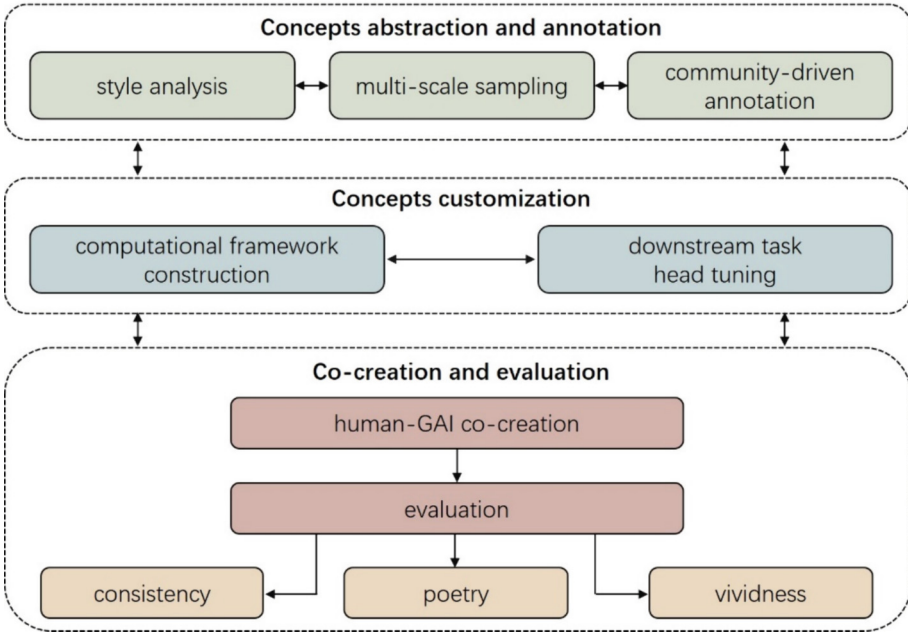 Concepts abstraction and annotation
style analysis
multi-scale sampling
community-driven
annotation
Concepts customization
computational framework
construction
downstream task
head tuning
Co-creation and evaluation
human-GAI co-creation
evaluation
consistency
poetry
vividness